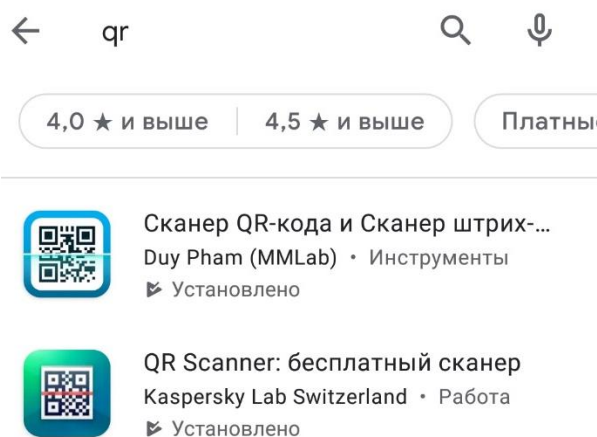 qr
4,0 ★ и выше 4,5 ★ и выше Платны
Сканер QR-кода и Сканер штрих-...
Duy Pham (MMLab) • Инструменты
Установлено
QR Scanner: бесплатный сканер
Kaspersky Lab Switzerland • Работа
Установлено